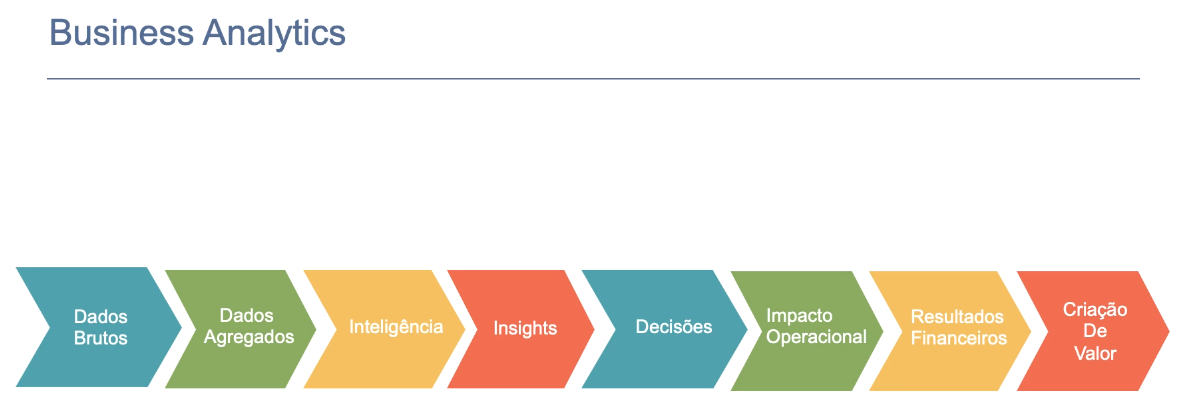 Business Analytics
Dados
Brutos
Dados
Agregados
Inteligência
Insights
Decisões
Impacto
Operacional
Resultados
Financeiros
Criação
De
Valor